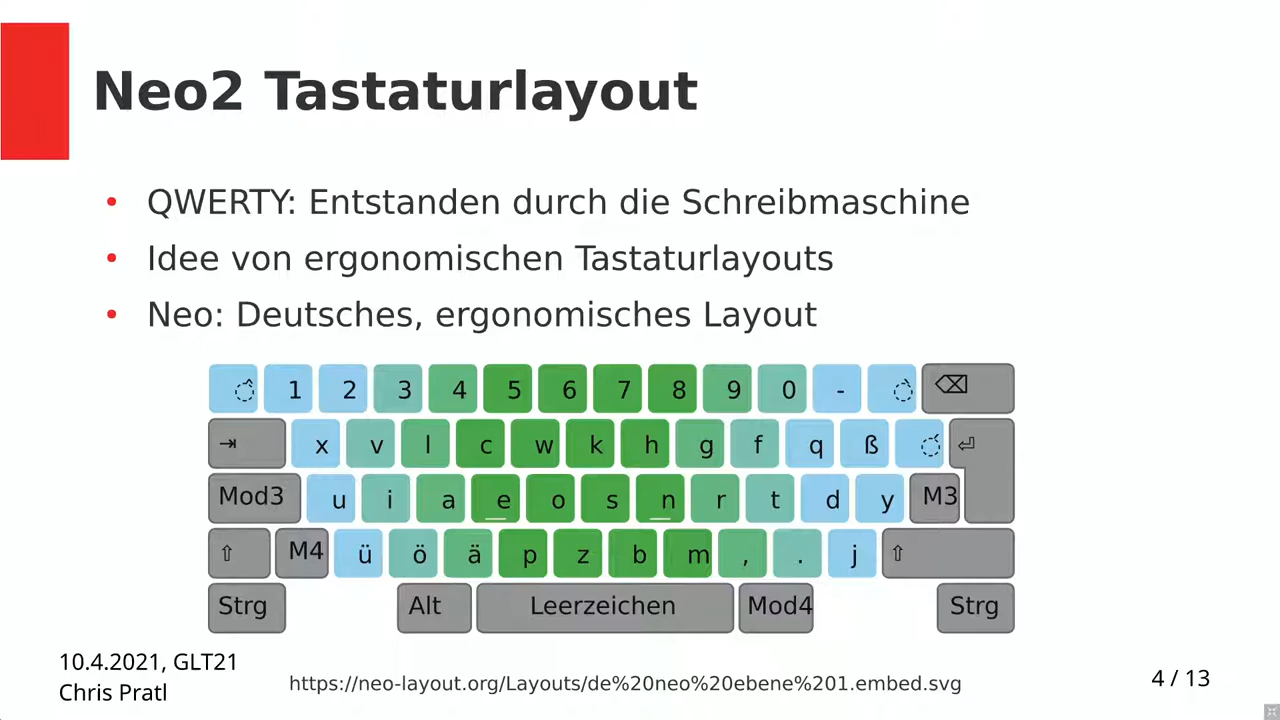 Neo2 Tastaturlayout
• QWERTY: Entstanden durch die Schreibmaschine
• Idee von ergonomischen Tastaturlayouts
• Neo: Deutsches, ergonomisches Layout
1 2 3 4 5 6 7 8 9 0 - ⌫
⇥ x v l c w k h g f q ß ⏎
Mod3 u i a e o s n r t d y M3
⇧ M4 ü ö ä p z b m , . j ⇧
Strg Alt Leerzeichen Mod4 Strg
10.4.2021, GLT21
Chris Pratl
https://neo-layout.org/Layouts/de%20neo%20ebene%201.embed.svg
4 / 13